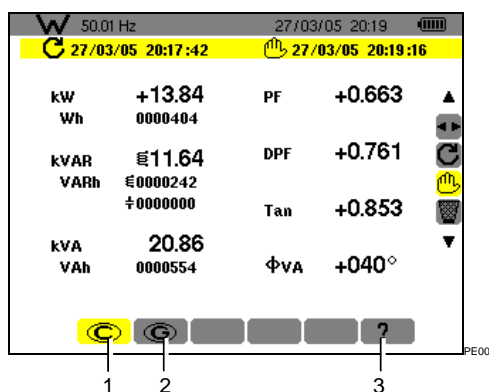 W 50.01 Hz 27/03/05 20:19
27/03/05 20:17:42 27/03/05 20:19:16
kW +13.84 PF +0.663
Wh 0000404
kVAR 11.64 DPF +0.761
VARh 0000242
0000000 Tan +0.853
kVA 20.86
VAh 0000554 ΦVA +040°
C G ?
1 2 3
PE00